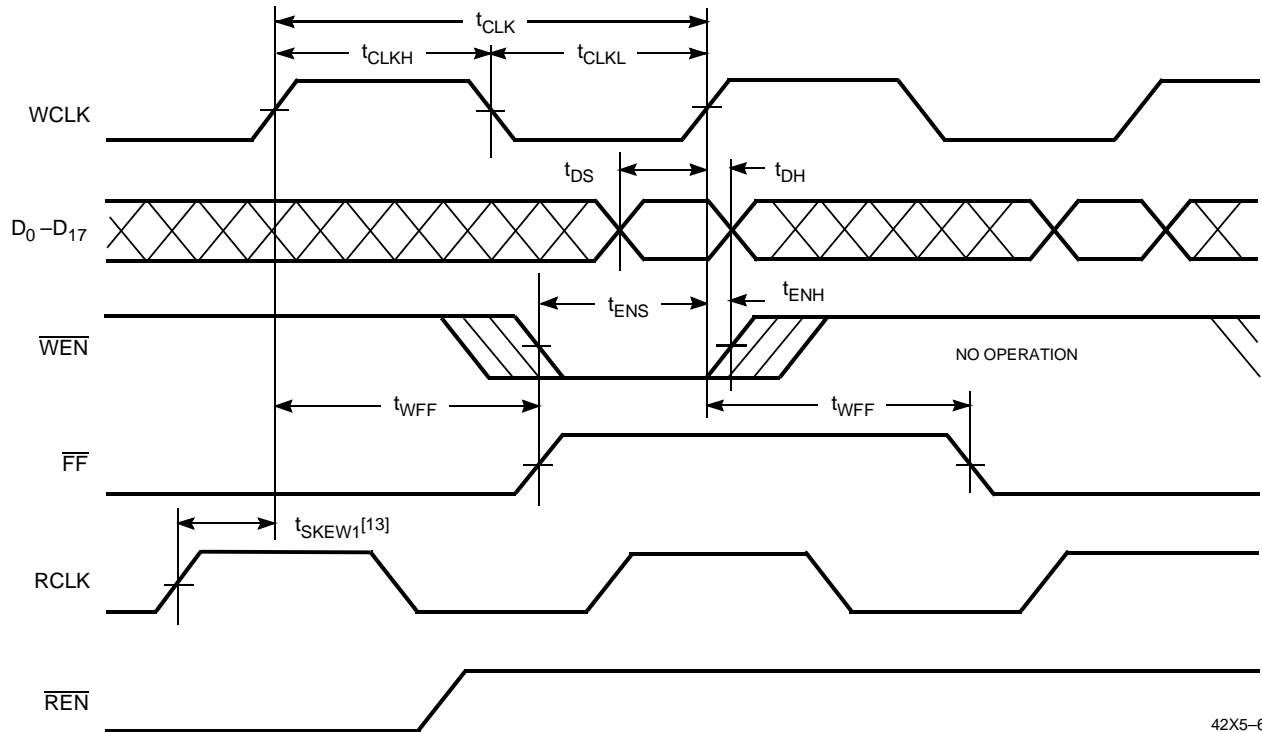 tCLK
tCLKH
tCLKL
WCLK
tDS
tDH
D0 –D17
tENS
tENH
WEN
NO OPERATION
tWFF
tWFF
FF
tSKEW1[13]
RCLK
REN
42X5–6